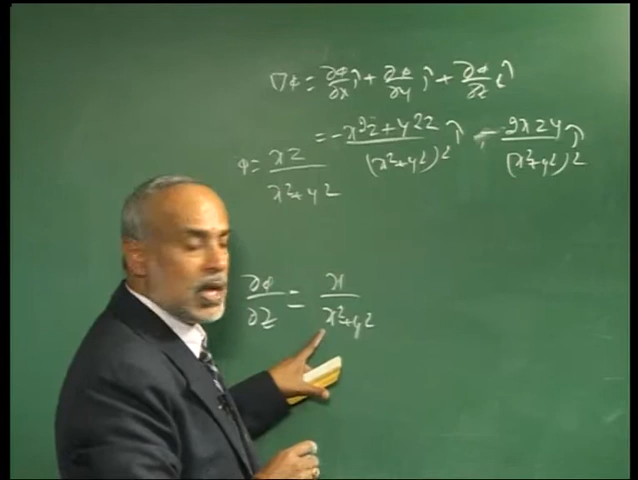 ∇φ = ∂φ/∂x î + ∂φ/∂y ĵ + ∂φ/∂z k̂
= -x²z + y²z/(x²+y²)² î - 2xzy/(x²+y²)² ĵ
φ = xz/x²+y²
∂φ/∂z = x/x²+y²